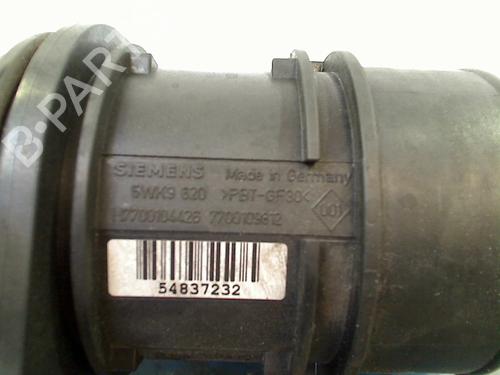 B-PARTS
SIEMENS Made in Germany
5WK9 620 >PBT-GF30< 001
7700104426 7700109812
54837232